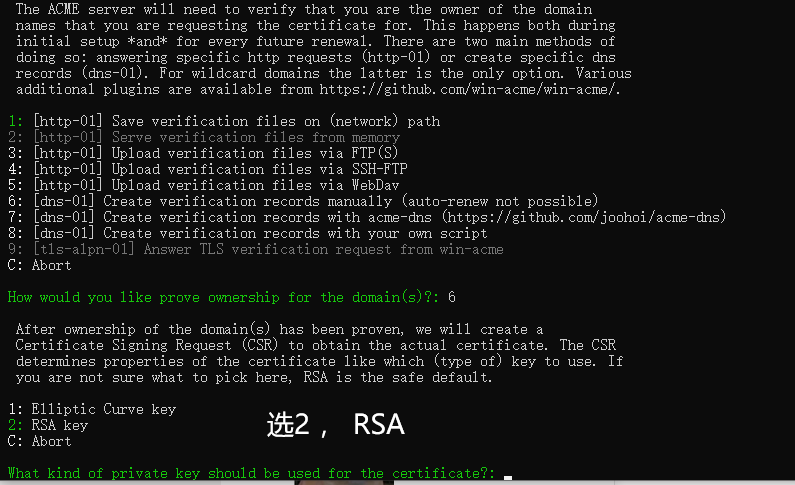 The ACME server will need to verify that you are the owner of the domain
names that you are requesting the certificate for. This happens both during
initial setup *and* for every future renewal. There are two main methods of
doing so: answering specific http requests (http-01) or create specific dns
records (dns-01). For wildcard domains the latter is the only option. Various
additional plugins are available from https://github.com/win-acme/win-acme/.
1: [http-01] Save verification files on (network) path
2: [http-01] Serve verification files from memory
3: [http-01] Upload verification files via FTP(S)
4: [http-01] Upload verification files via SSH-FTP
5: [http-01] Upload verification files via WebDav
6: [dns-01] Create verification records manually (auto-renew not possible)
7: [dns-01] Create verification records with acme-dns (https://github.com/joohoi/acme-dns)
8: [dns-01] Create verification records with your own script
9: [tls-alpn-01] Answer TLS verification request from win-acme
C: Abort
How would you like prove ownership for the domain(s)?: 6
After ownership of the domain(s) has been proven, we will create a
Certificate Signing Request (CSR) to obtain the actual certificate. The CSR
determines properties of the certificate like which (type of) key to use. If
you are not sure what to pick here, RSA is the safe default.
1: Elliptic Curve key
2: RSA key
选2， RSA
C: Abort
What kind of private key should be used for the certificate?: